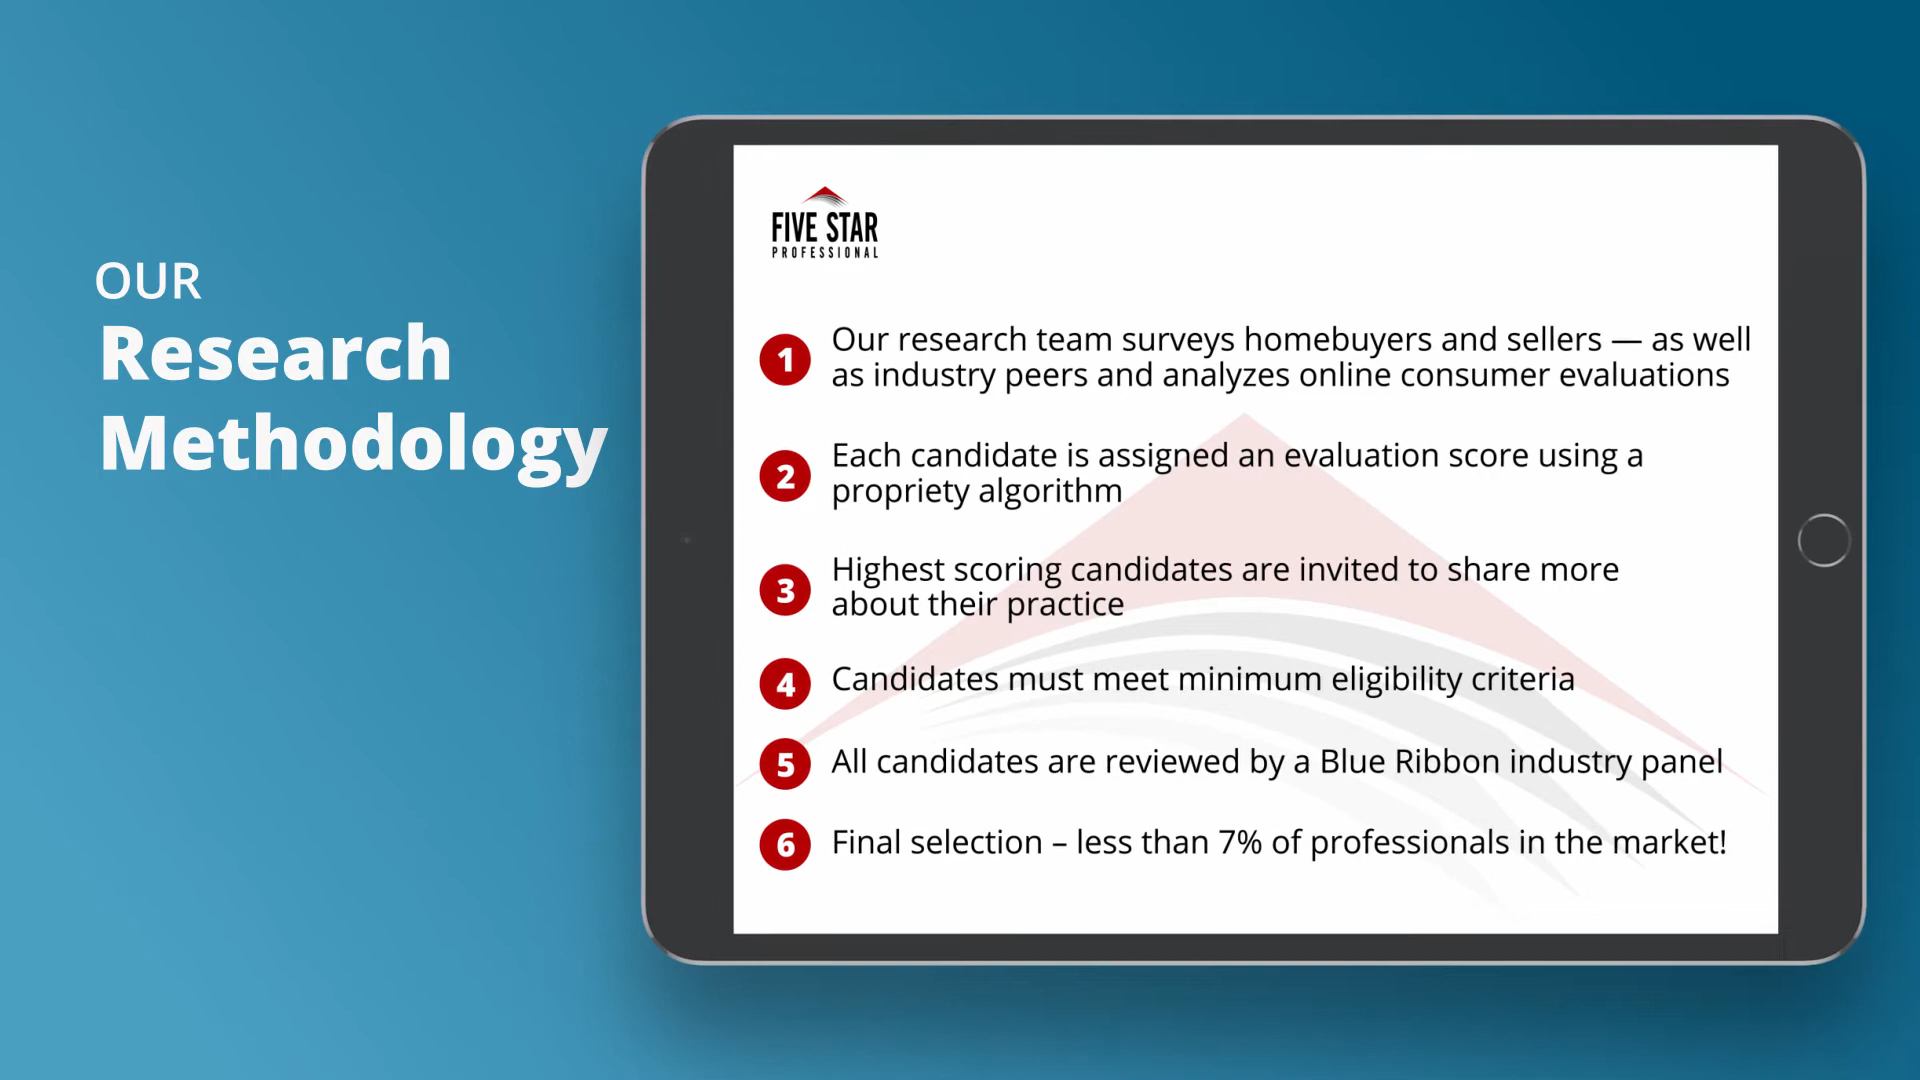 OUR
Research
Methodology
FIVE STAR
PROFESSIONAL
1 Our research team surveys homebuyers and sellers — as well
as industry peers and analyzes online consumer evaluations
2 Each candidate is assigned an evaluation score using a
propriety algorithm
3 Highest scoring candidates are invited to share more
about their practice
4 Candidates must meet minimum eligibility criteria
5 All candidates are reviewed by a Blue Ribbon industry panel
6 Final selection – less than 7% of professionals in the market!